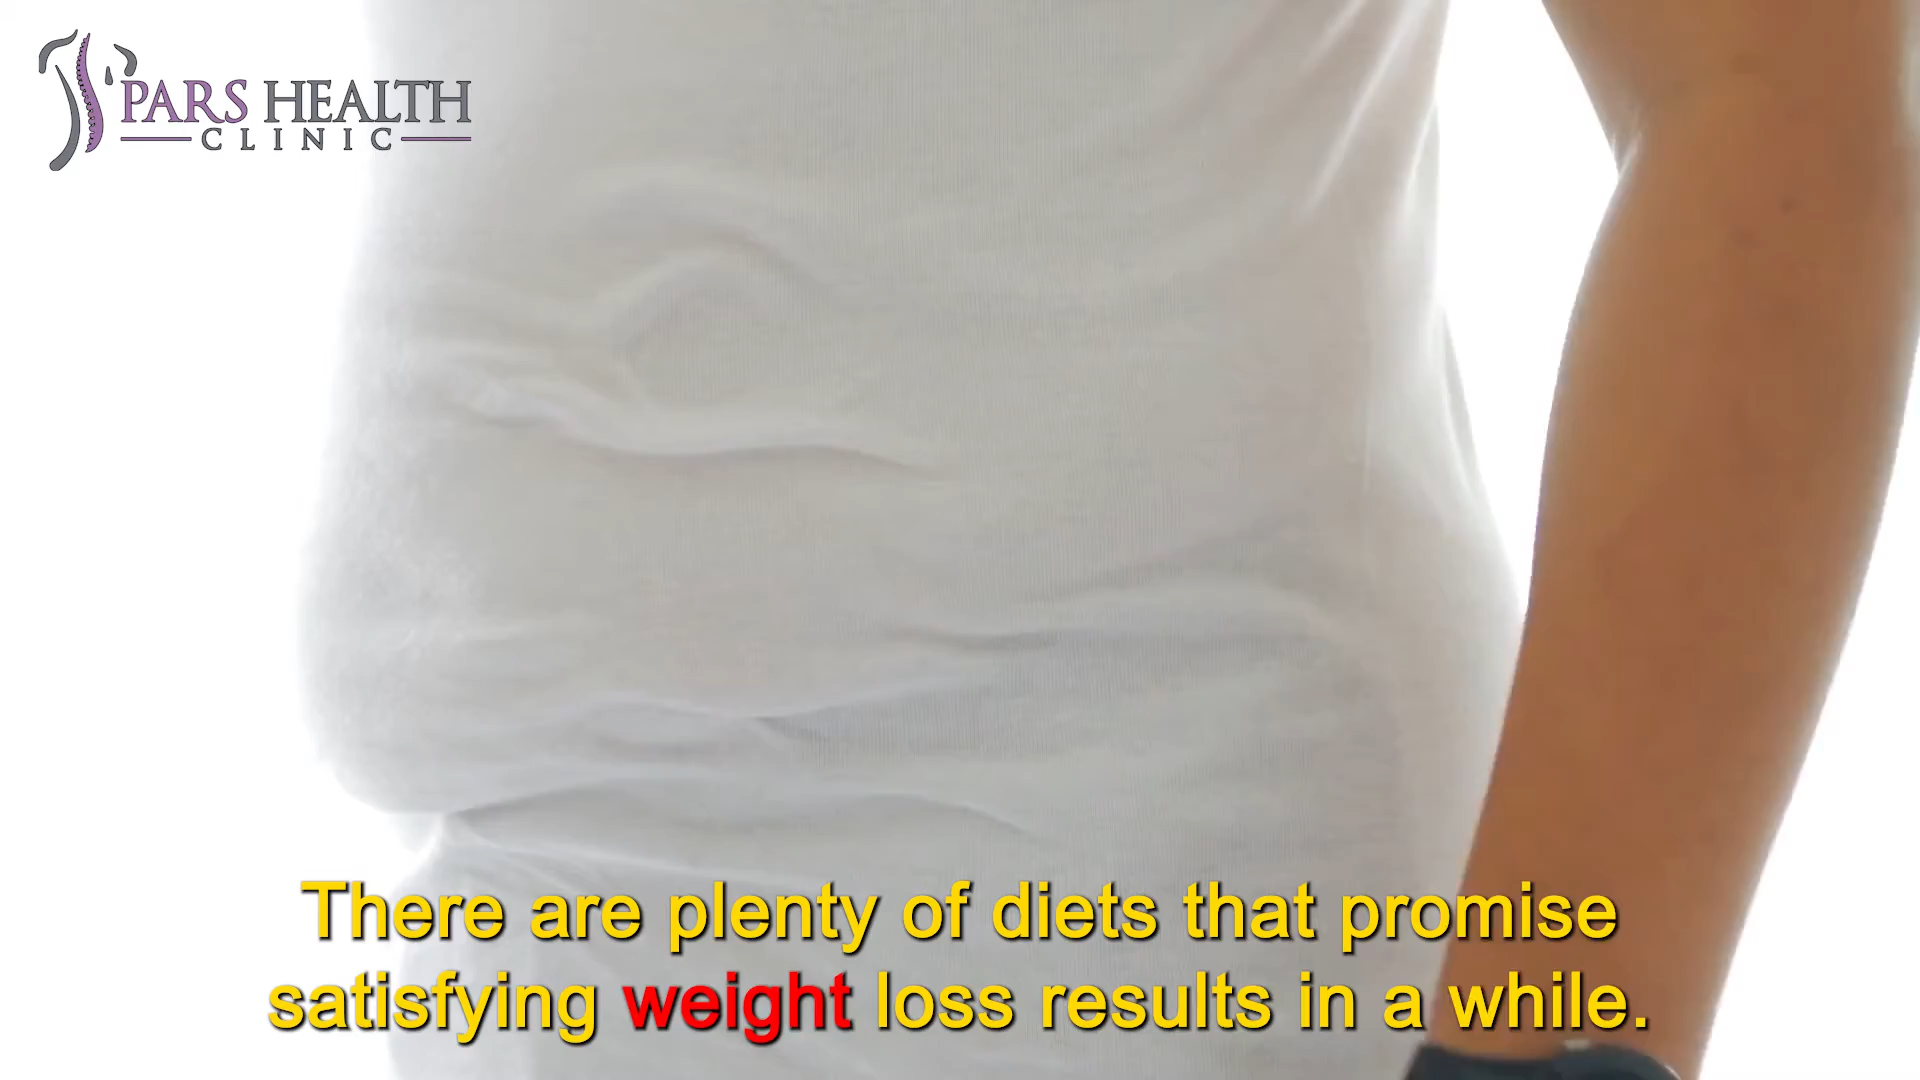 PARS HEALTH
CLINIC
There are plenty of diets that promise
satisfying weight loss results in a while.